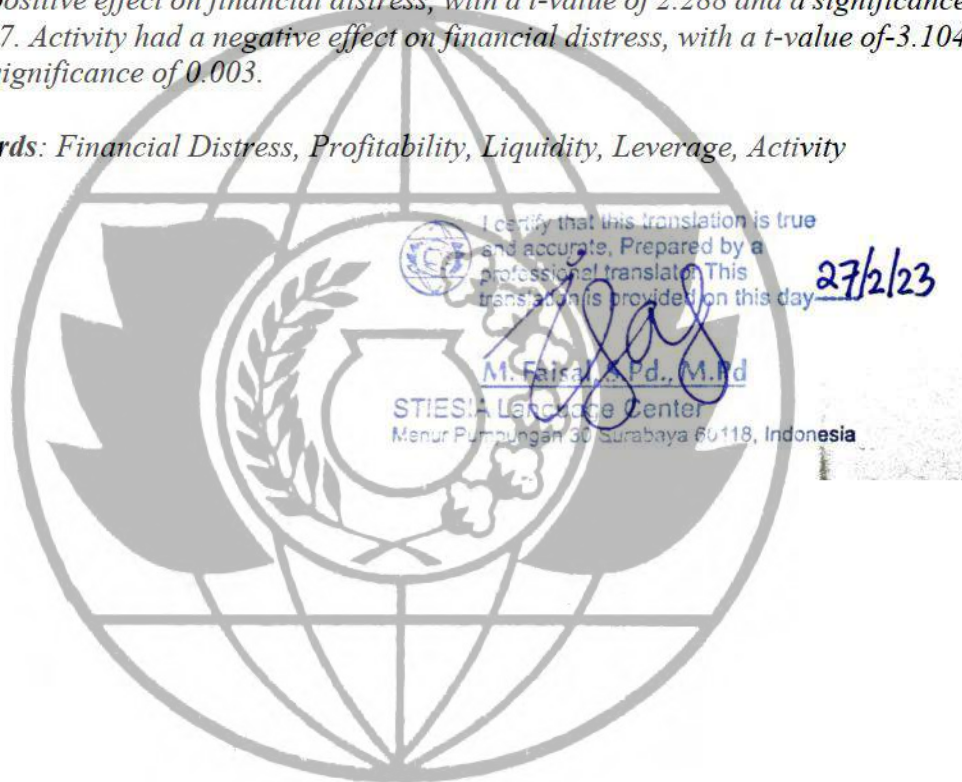 positive effect on financial distress, with a t-value of 2.288 and a significance
7. Activity had a negative effect on financial distress, with a t-value of-3.104
significance of 0.003.
rds: Financial Distress, Profitability, Liquidity, Leverage, Activity
I certify that this translation is true
and accurate, Prepared by a
professional translator This
translation is provided on this day 27/2/23
M. Faisal, S.Pd., M.Pd
STIESIA Language Center
Menur Pumpungan 30 Surabaya 60118, Indonesia